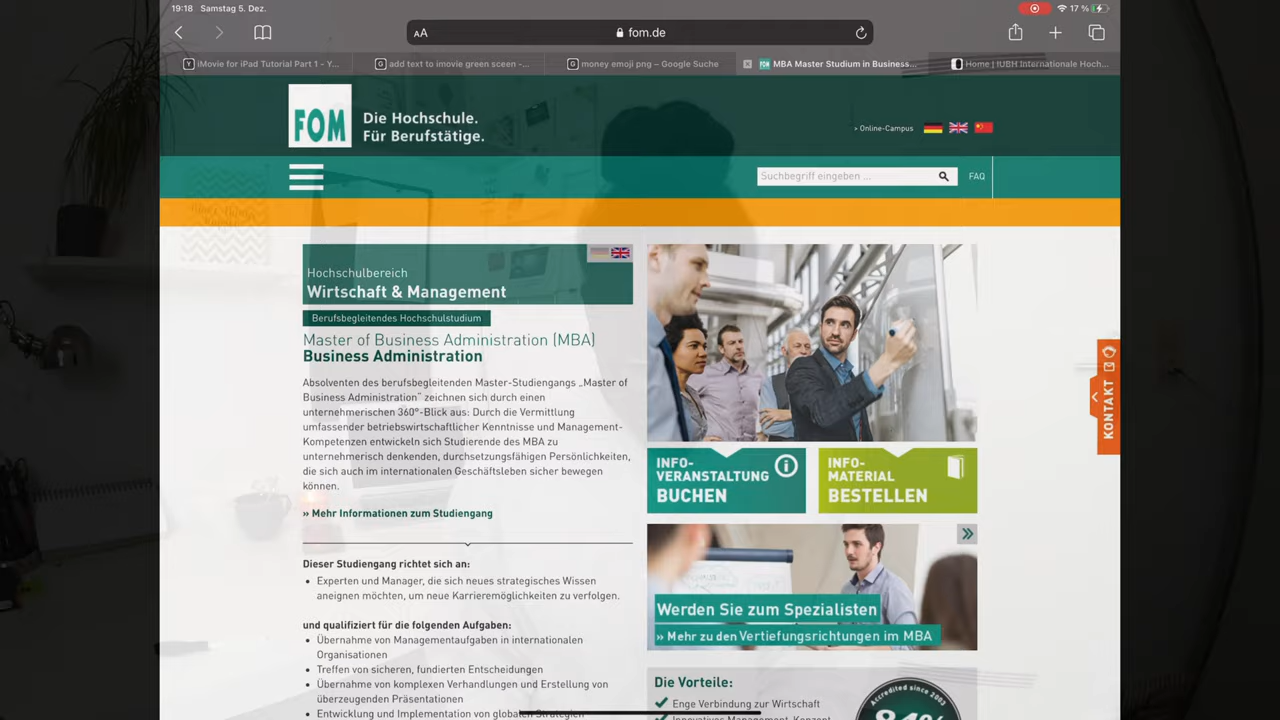 19:18 Samstag 5. Dez.
17 %
AA
fom.de
iMovie for iPad Tutorial Part 1 - Y...
add text to imovie green sceen -...
money emoji png – Google Suche
MBA Master Studium in Business...
Home | IUBH Internationale Hoch...
FOM
Die Hochschule.
Für Berufstätige.
> Online-Campus
Suchbegriff eingeben ...
FAQ
Hochschulbereich
Wirtschaft & Management
Berufsbegleitendes Hochschulstudium
Master of Business Administration (MBA)
Business Administration
Absolventen des berufsbegleitenden Master-Studiengangs „Master of
Business Administration" zeichnen sich durch einen
unternehmerischen 360°-Blick aus: Durch die Vermittlung
umfassender betriebswirtschaftlicher Kenntnisse und Management-
Kompetenzen entwickeln sich Studierende des MBA zu
unternehmerisch denkenden, durchsetzungsfähigen Persönlichkeiten,
die sich auch im internationalen Geschäftsleben sicher bewegen
können.
» Mehr Informationen zum Studiengang
Dieser Studiengang richtet sich an:
• Experten und Manager, die sich neues strategisches Wissen
aneignen möchten, um neue Karrieremöglichkeiten zu verfolgen.
und qualifiziert für die folgenden Aufgaben:
• Übernahme von Managementaufgaben in internationalen
Organisationen
• Treffen von sicheren, fundierten Entscheidungen
• Übernahme von komplexen Verhandlungen und Erstellung von
überzeugenden Präsentationen
• Entwicklung und Implementation von globalen Strategien
INFO-
VERANSTALTUNG
BUCHEN
INFO-
MATERIAL
BESTELLEN
Werden Sie zum Spezialisten
» Mehr zu den Vertiefungsrichtungen im MBA
Die Vorteile:
Enge Verbindung zur Wirtschaft
Innovatives Management-Konzept
Accredited since 2003
KONTAKT